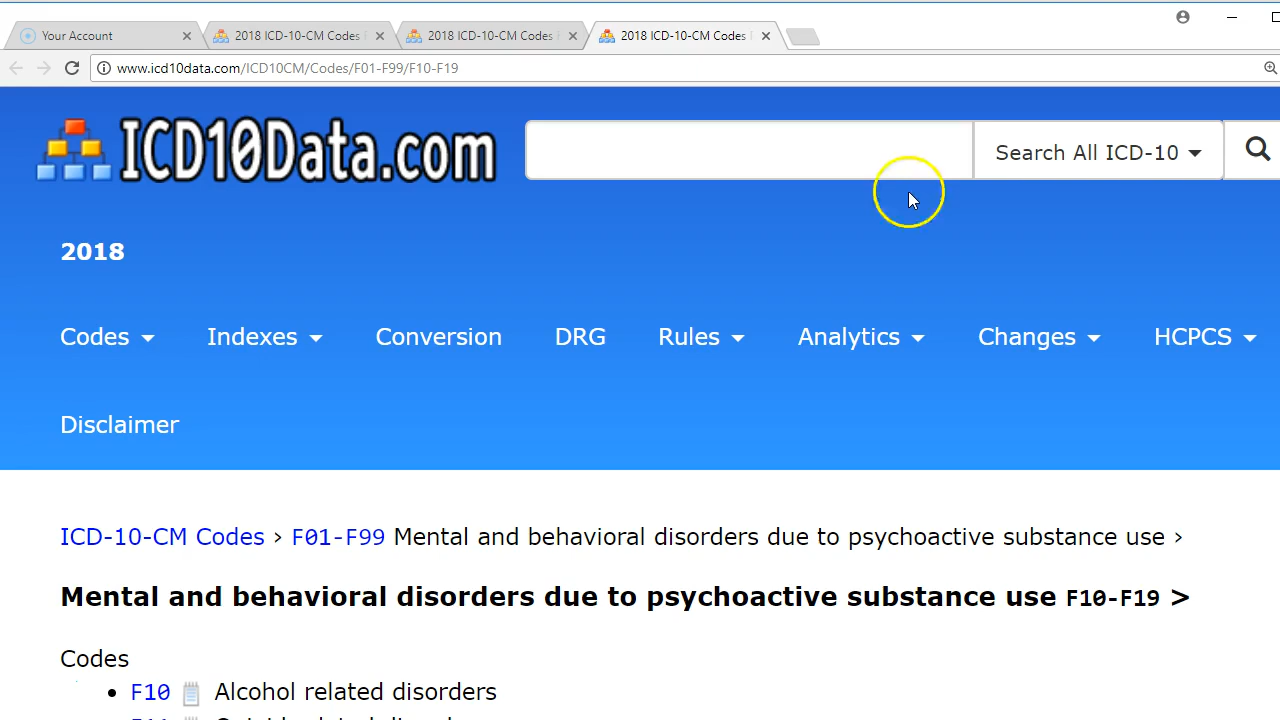 Your Account
2018 ICD-10-CM Codes
2018 ICD-10-CM Codes
2018 ICD-10-CM Codes
www.icd10data.com/ICD10CM/Codes/F01-F99/F10-F19
ICD10Data.com
Search All ICD-10
2018
Codes Indexes Conversion DRG Rules Analytics Changes HCPCS
Disclaimer
ICD-10-CM Codes › F01-F99 Mental and behavioral disorders due to psychoactive substance use ›
Mental and behavioral disorders due to psychoactive substance use F10-F19 >
Codes
F10 Alcohol related disorders